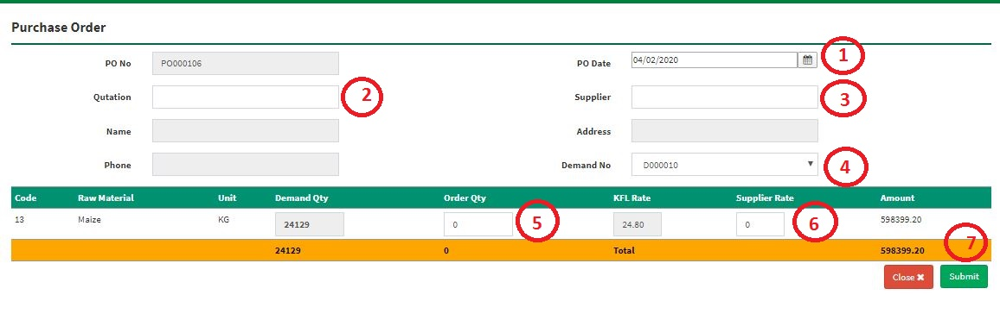 Purchase Order
PO No PO000106 PO Date 04/02/2020 1
Qutation 2 Supplier 3
Name Address
Phone Demand No D000010 4
Code Raw Material Unit Demand Qty Order Qty KFL Rate Supplier Rate Amount
13 Maize KG 24129 0 5 24.80 0 6 598399.20
24129 0 Total 598399.20 7
Close ✖ Submit